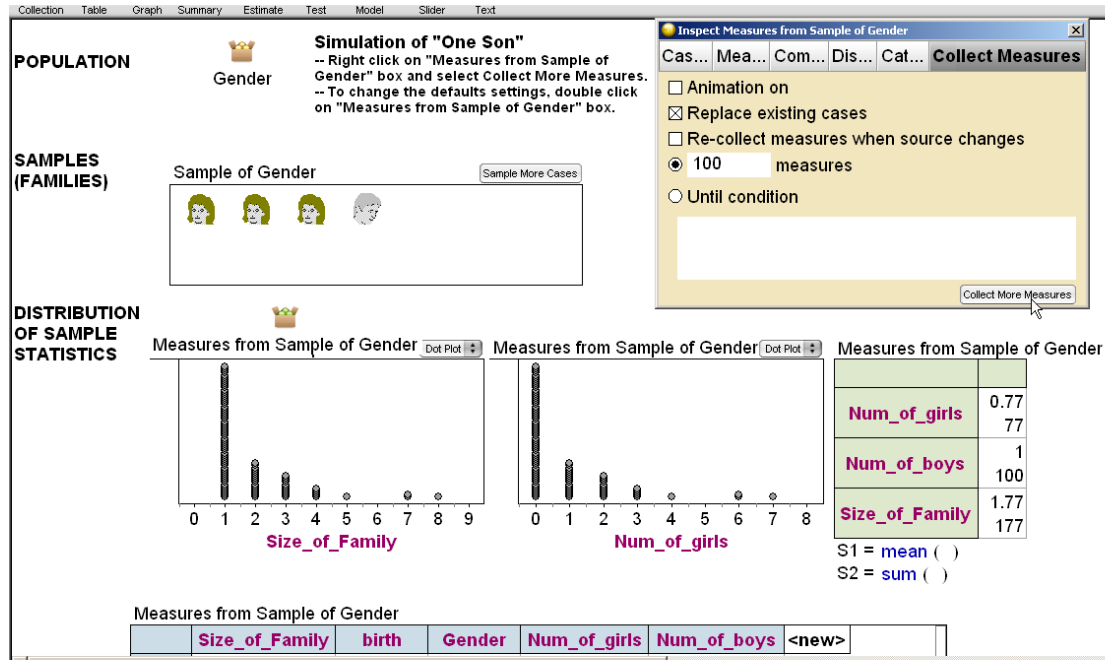 Collection Table Graph Summary Estimate Test Model Slider Text
POPULATION
Gender
Simulation of "One Son"
-- Right click on "Measures from Sample of
Gender" box and select Collect More Measures.
-- To change the defaults settings, double click
on "Measures from Sample of Gender" box.
Inspect Measures from Sample of Gender
Cas... Mea... Com... Dis... Cat... Collect Measures
Animation on
Replace existing cases
Re-collect measures when source changes
100 measures
Until condition
Collect More Measures
SAMPLES
(FAMILIES)
Sample of Gender
Sample More Cases
DISTRIBUTION
OF SAMPLE
STATISTICS
Measures from Sample of Gender Dot Plot
0 1 2 3 4 5 6 7 8 9
Size_of_Family
Measures from Sample of Gender Dot Plot
0 1 2 3 4 5 6 7 8
Num_of_girls
Measures from Sample of Gender
Num_of_girls 0.77
77
Num_of_boys 1
100
Size_of_Family 1.77
177
S1 = mean ( )
S2 = sum ( )
Measures from Sample of Gender
Size_of_Family birth Gender Num_of_girls Num_of_boys <new>